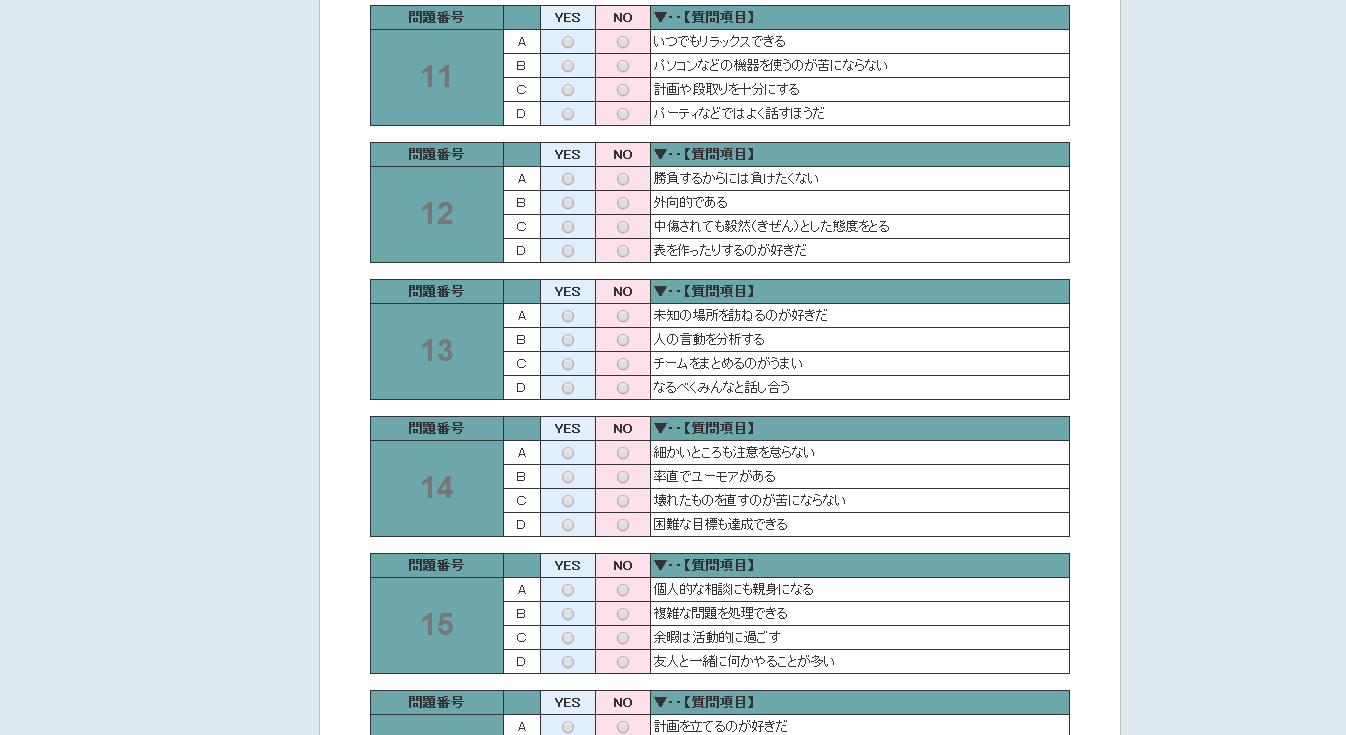 問題番号 YES NO ▼--【質問項目】
11
A いつでもリラックスできる
B パソコンなどの機器を使うのが苦にならない
C 計画や段取りを十分にする
D パーティなどではよく話すほうだ
問題番号 YES NO ▼--【質問項目】
12
A 勝負するからには負けたくない
B 外向的である
C 中傷されても毅然(きぜん)とした態度をとる
D 表を作ったりするのが好きだ
問題番号 YES NO ▼--【質問項目】
13
A 未知の場所を訪ねるのが好きだ
B 人の言動を分析する
C チームをまとめるのがうまい
D なるべくみんなと話し合う
問題番号 YES NO ▼--【質問項目】
14
A 細かいところも注意を怠らない
B 率直でユーモアがある
C 壊れたものを直すのが苦にならない
D 困難な目標も達成できる
問題番号 YES NO ▼--【質問項目】
15
A 個人的な相談にも親身になる
B 複雑な問題を処理できる
C 余暇は活動的に過ごす
D 友人と一緒に何かやることが多い
問題番号 YES NO ▼--【質問項目】
A 計画を立てるのが好きだ